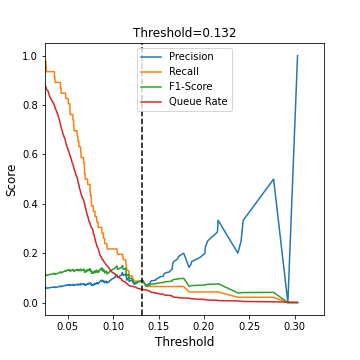 Threshold=0.132
Precision
Recall
F1-Score
Queue Rate
Score
1.0
0.8
0.6
0.4
0.2
0.0
0.05 0.10 0.15 0.20 0.25 0.30
Threshold